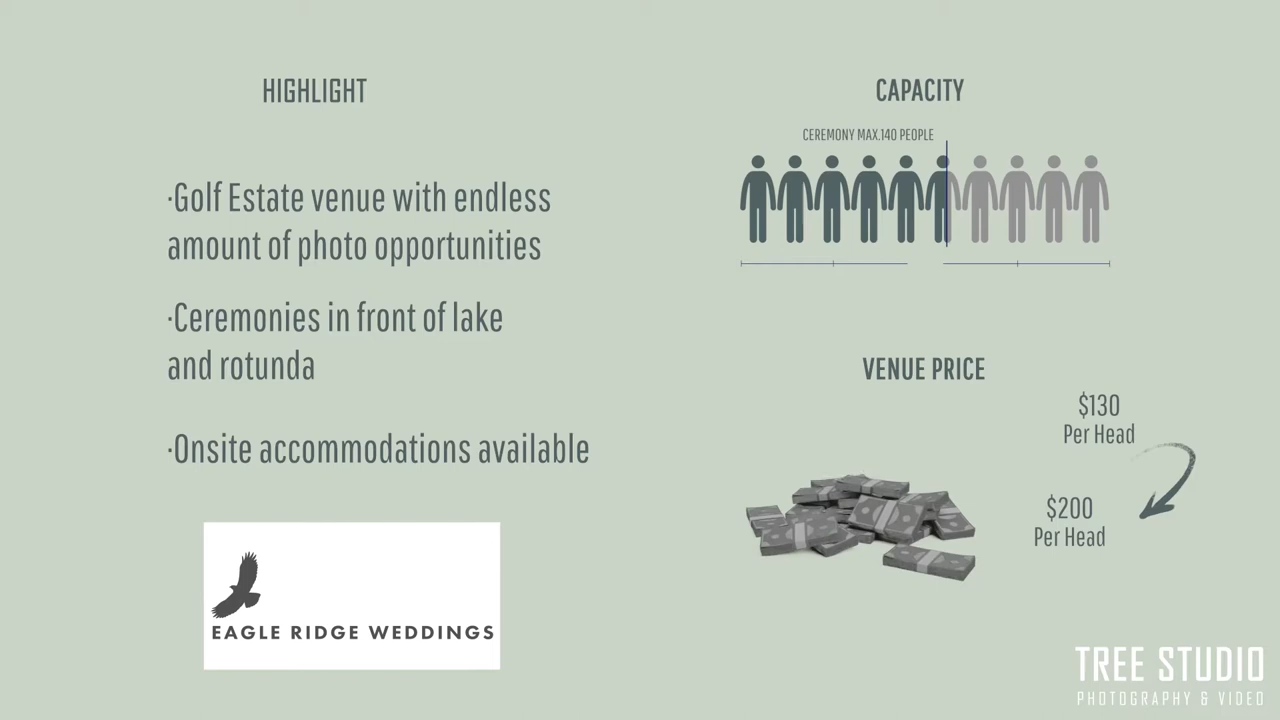 HIGHLIGHT
·Golf Estate venue with endless
amount of photo opportunities
·Ceremonies in front of lake
and rotunda
·Onsite accommodations available
EAGLE RIDGE WEDDINGS
CAPACITY
CEREMONY MAX.140 PEOPLE
VENUE PRICE
$130
Per Head
$200
Per Head
TREE STUDIO
PHOTOGRAPHY & VIDEO